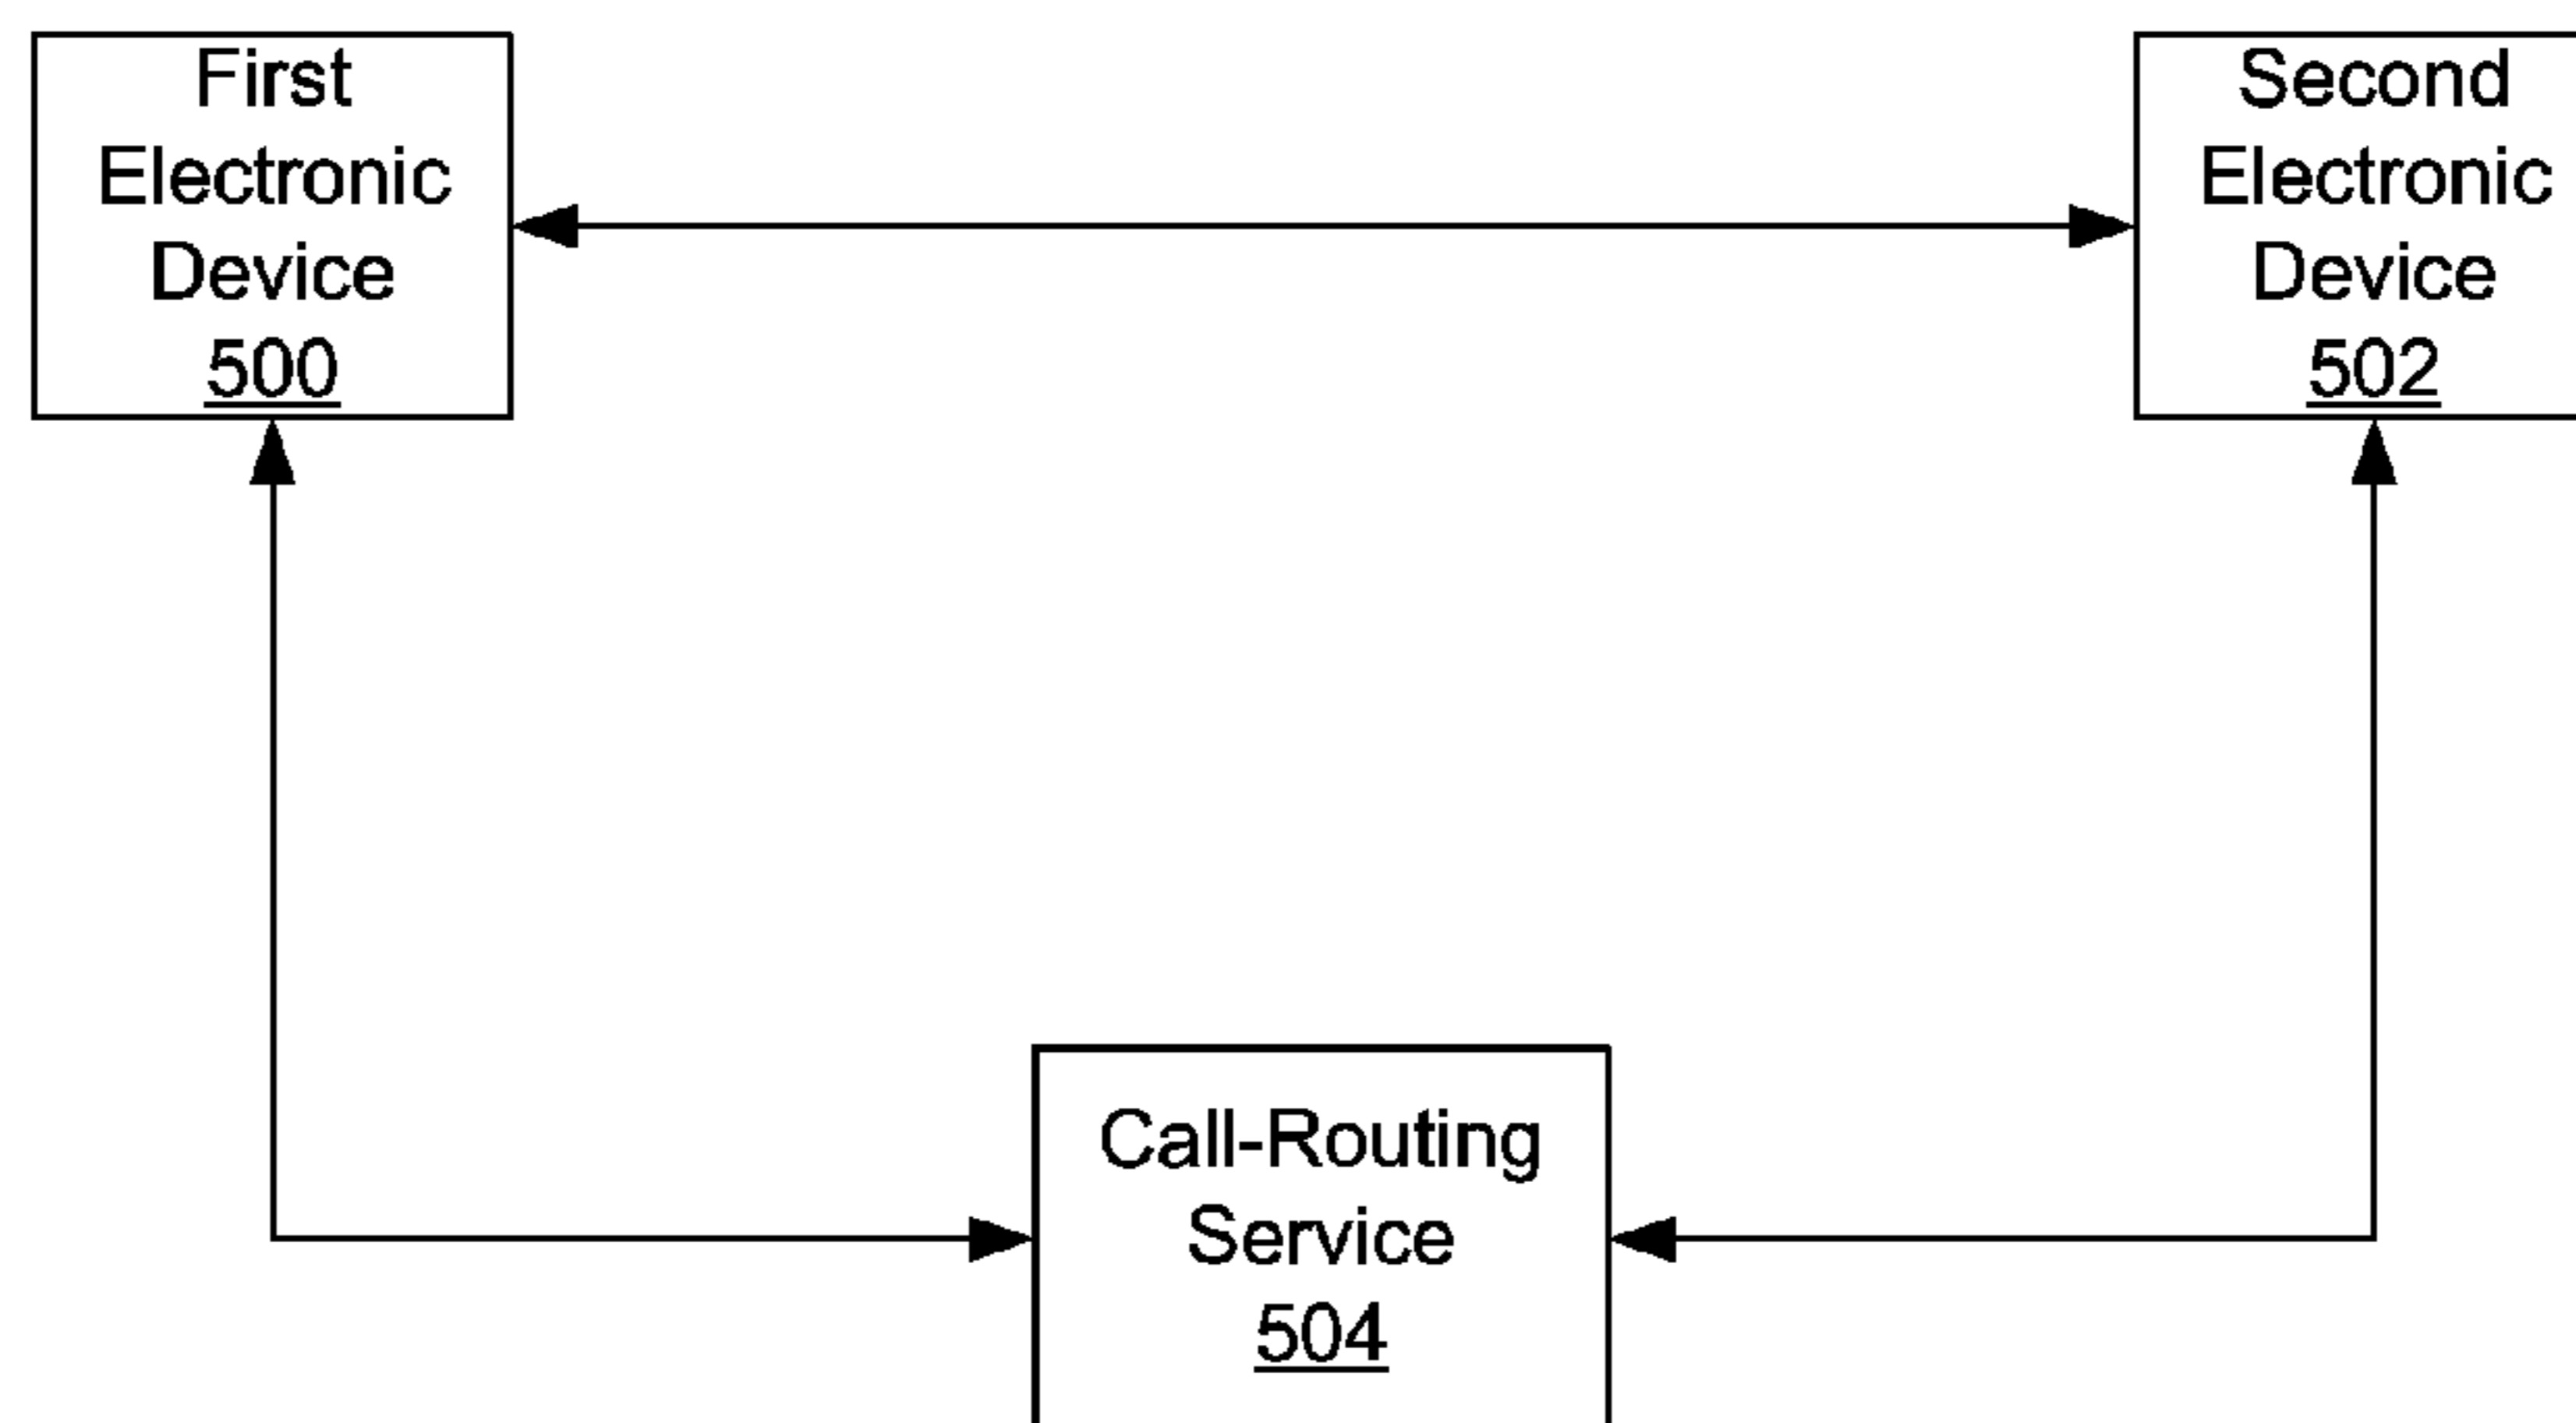 First
Electronic
Device
500
Second
Electronic
Device
502
Call-Routing
Service
504